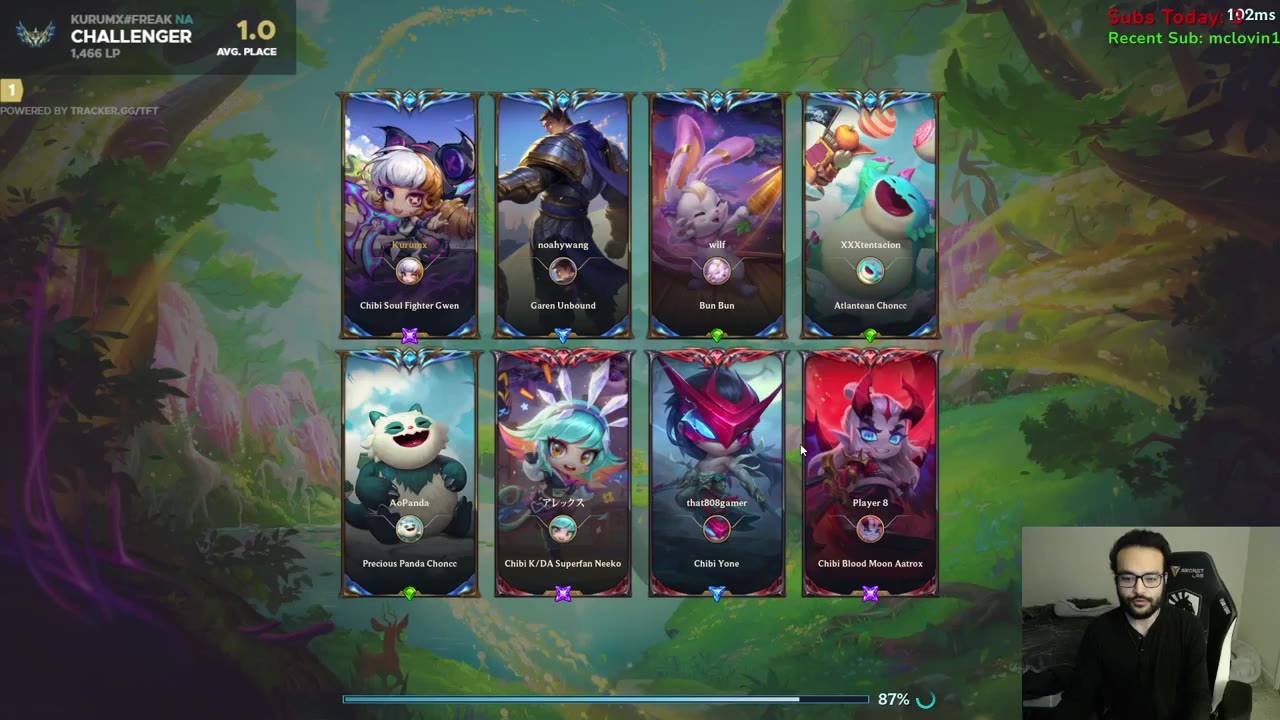 KURUMX#FREAK NA
CHALLENGER
1,466 LP
1.0
AVG. PLACE
1
POWERED BY TRACKER.GG/TFT
Subs Today:
192ms
Recent Sub: mclovin1
Kurumx
Chibi Soul Fighter Gwen
noahywang
Garen Unbound
wilf
Bun Bun
XXXtentacion
Atlantean Choncc
AoPanda
Precious Panda Choncc
アレックス
Chibi K/DA Superfan Neeko
that808gamer
Chibi Yone
Player 8
Chibi Blood Moon Aatrox
87%
SECRET
LAB